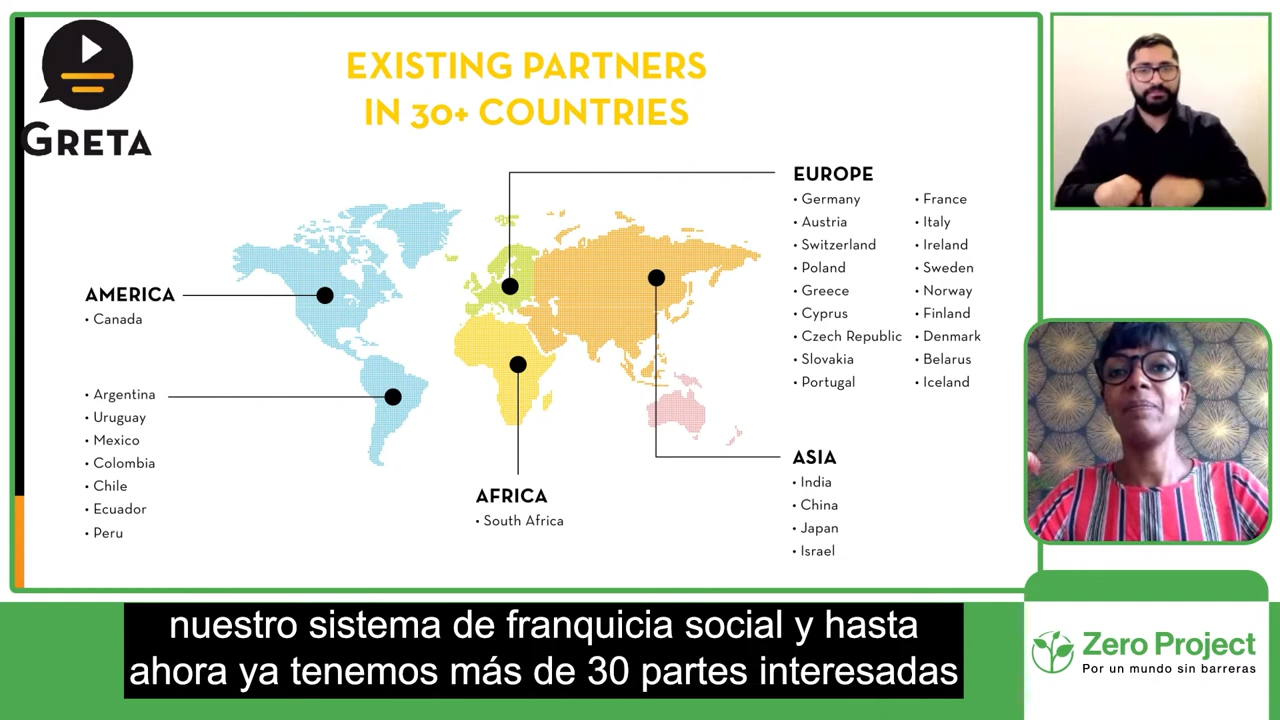 GRETA
EXISTING PARTNERS
IN 30+ COUNTRIES
AMERICA
• Canada
• Argentina
• Uruguay
• Mexico
• Colombia
• Chile
• Ecuador
• Peru
AFRICA
• South Africa
EUROPE
• Germany
• Austria
• Switzerland
• Poland
• Greece
• Cyprus
• Czech Republic
• Slovakia
• Portugal
• France
• Italy
• Ireland
• Sweden
• Norway
• Finland
• Denmark
• Belarus
• Iceland
ASIA
• India
• China
• Japan
• Israel
nuestro sistema de franquicia social y hasta
ahora ya tenemos más de 30 partes interesadas
Zero Project
Por un mundo sin barreras